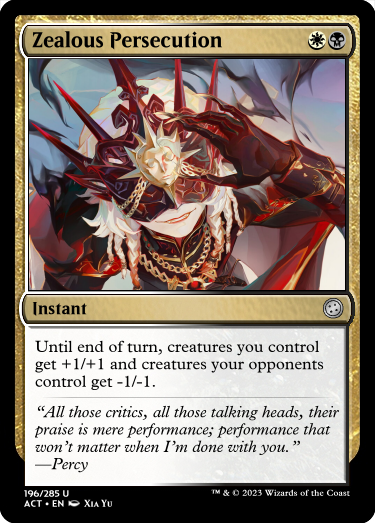 Zealous Persecution
Instant
Until end of turn, creatures you control
get +1/+1 and creatures your opponents
control get -1/-1.
“All those critics, all those talking heads, their
praise is mere performance; performance that
won’t matter when I’m done with you.”
—Percy
196/285 U
ACT • EN Xia Yu
™ & © 2023 Wizards of the Coast